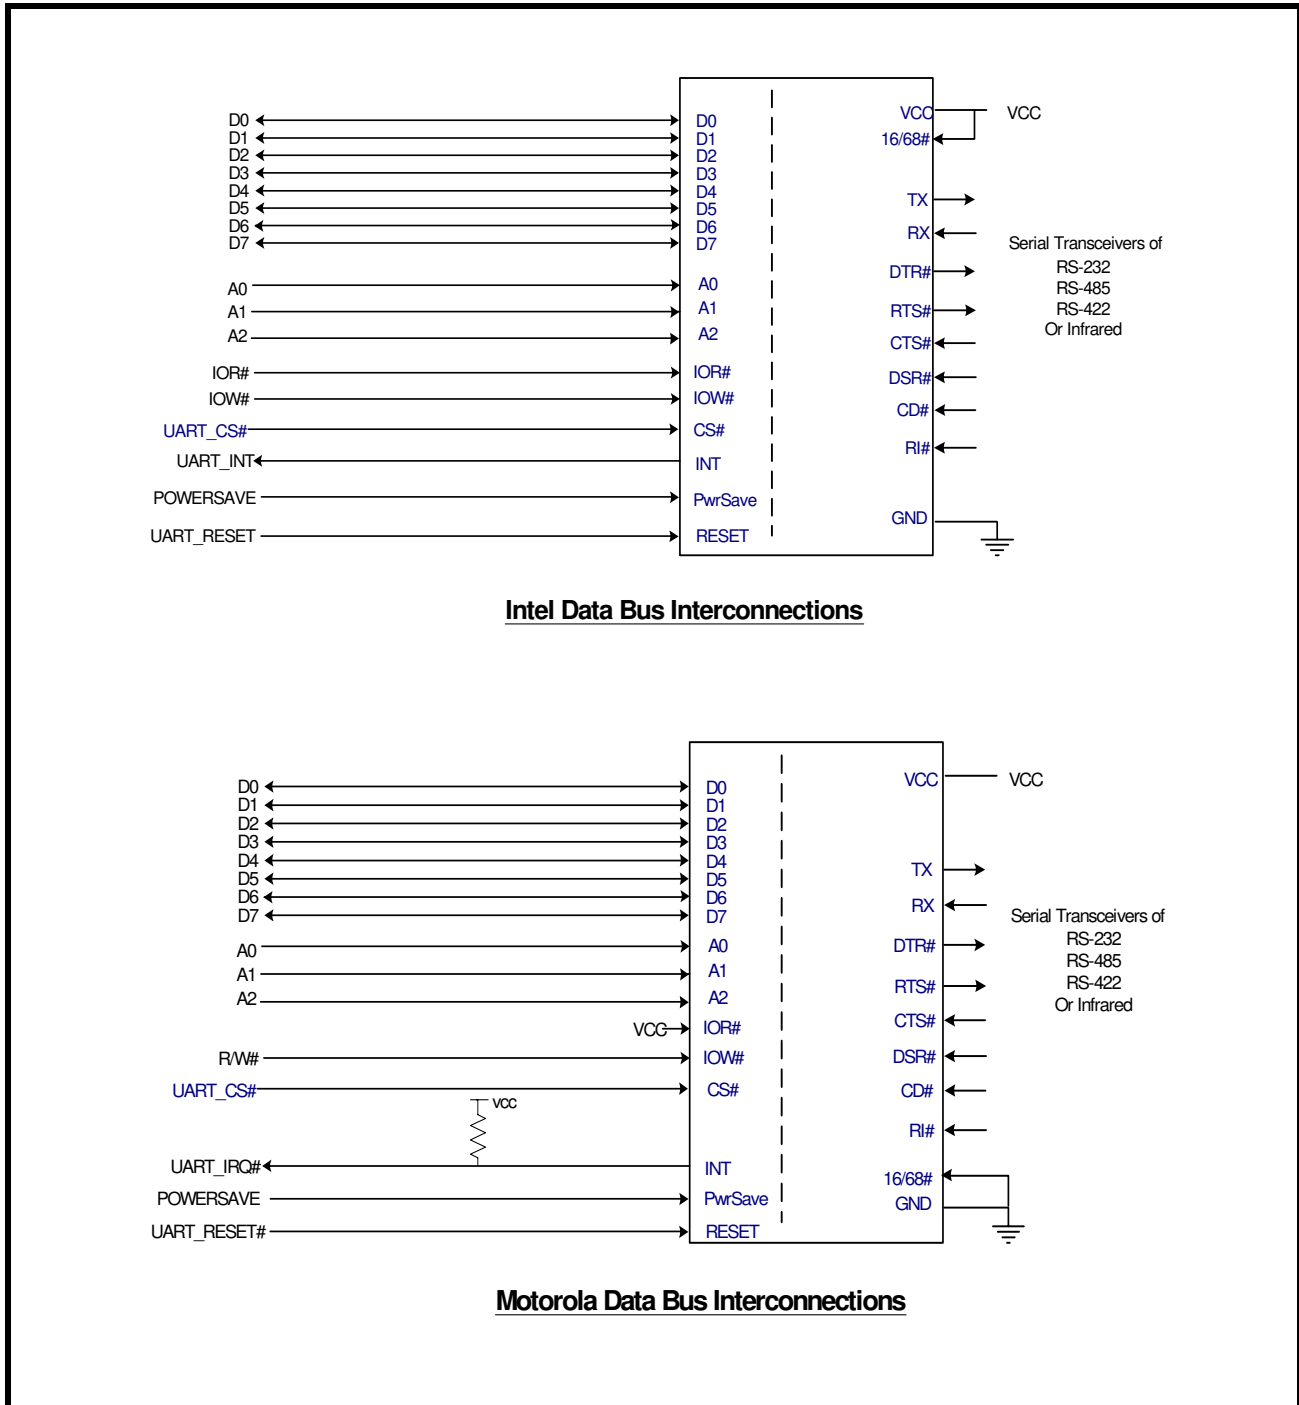 D0
D1
D2
D3
D4
D5
D6
D7
A0
A1
A2
IOR#
IOW#
UART_CS#
UART_INT
POWERSAVE
UART_RESET
D0
D1
D2
D3
D4
D5
D6
D7
A0
A1
A2
IOR#
IOW#
CS#
INT
PwrSave
RESET
VCC
16/68#
TX
RX
DTR#
RTS#
CTS#
DSR#
CD#
RI#
GND
VCC
Serial Transceivers of
RS-232
RS-485
RS-422
Or Infrared
Intel Data Bus Interconnections
D0
D1
D2
D3
D4
D5
D6
D7
A0
A1
A2
VCC
R/W#
UART_CS#
VCC
UART_IRQ#
POWERSAVE
UART_RESET#
D0
D1
D2
D3
D4
D5
D6
D7
A0
A1
A2
IOR#
IOW#
CS#
INT
PwrSave
RESET
VCC
TX
RX
DTR#
RTS#
CTS#
DSR#
CD#
RI#
16/68#
GND
VCC
Serial Transceivers of
RS-232
RS-485
RS-422
Or Infrared
Motorola Data Bus Interconnections